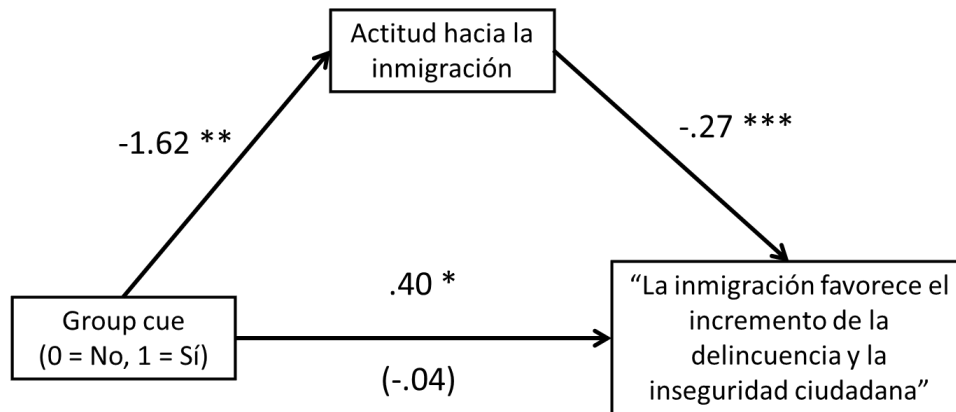 Actitud hacia la
inmigración
-1.62 **
-.27 ***
.40 *
(-.04)
Group cue
(0 = No, 1 = Sí)
“La inmigración favorece el
incremento de la
delincuencia y la
inseguridad ciudadana”